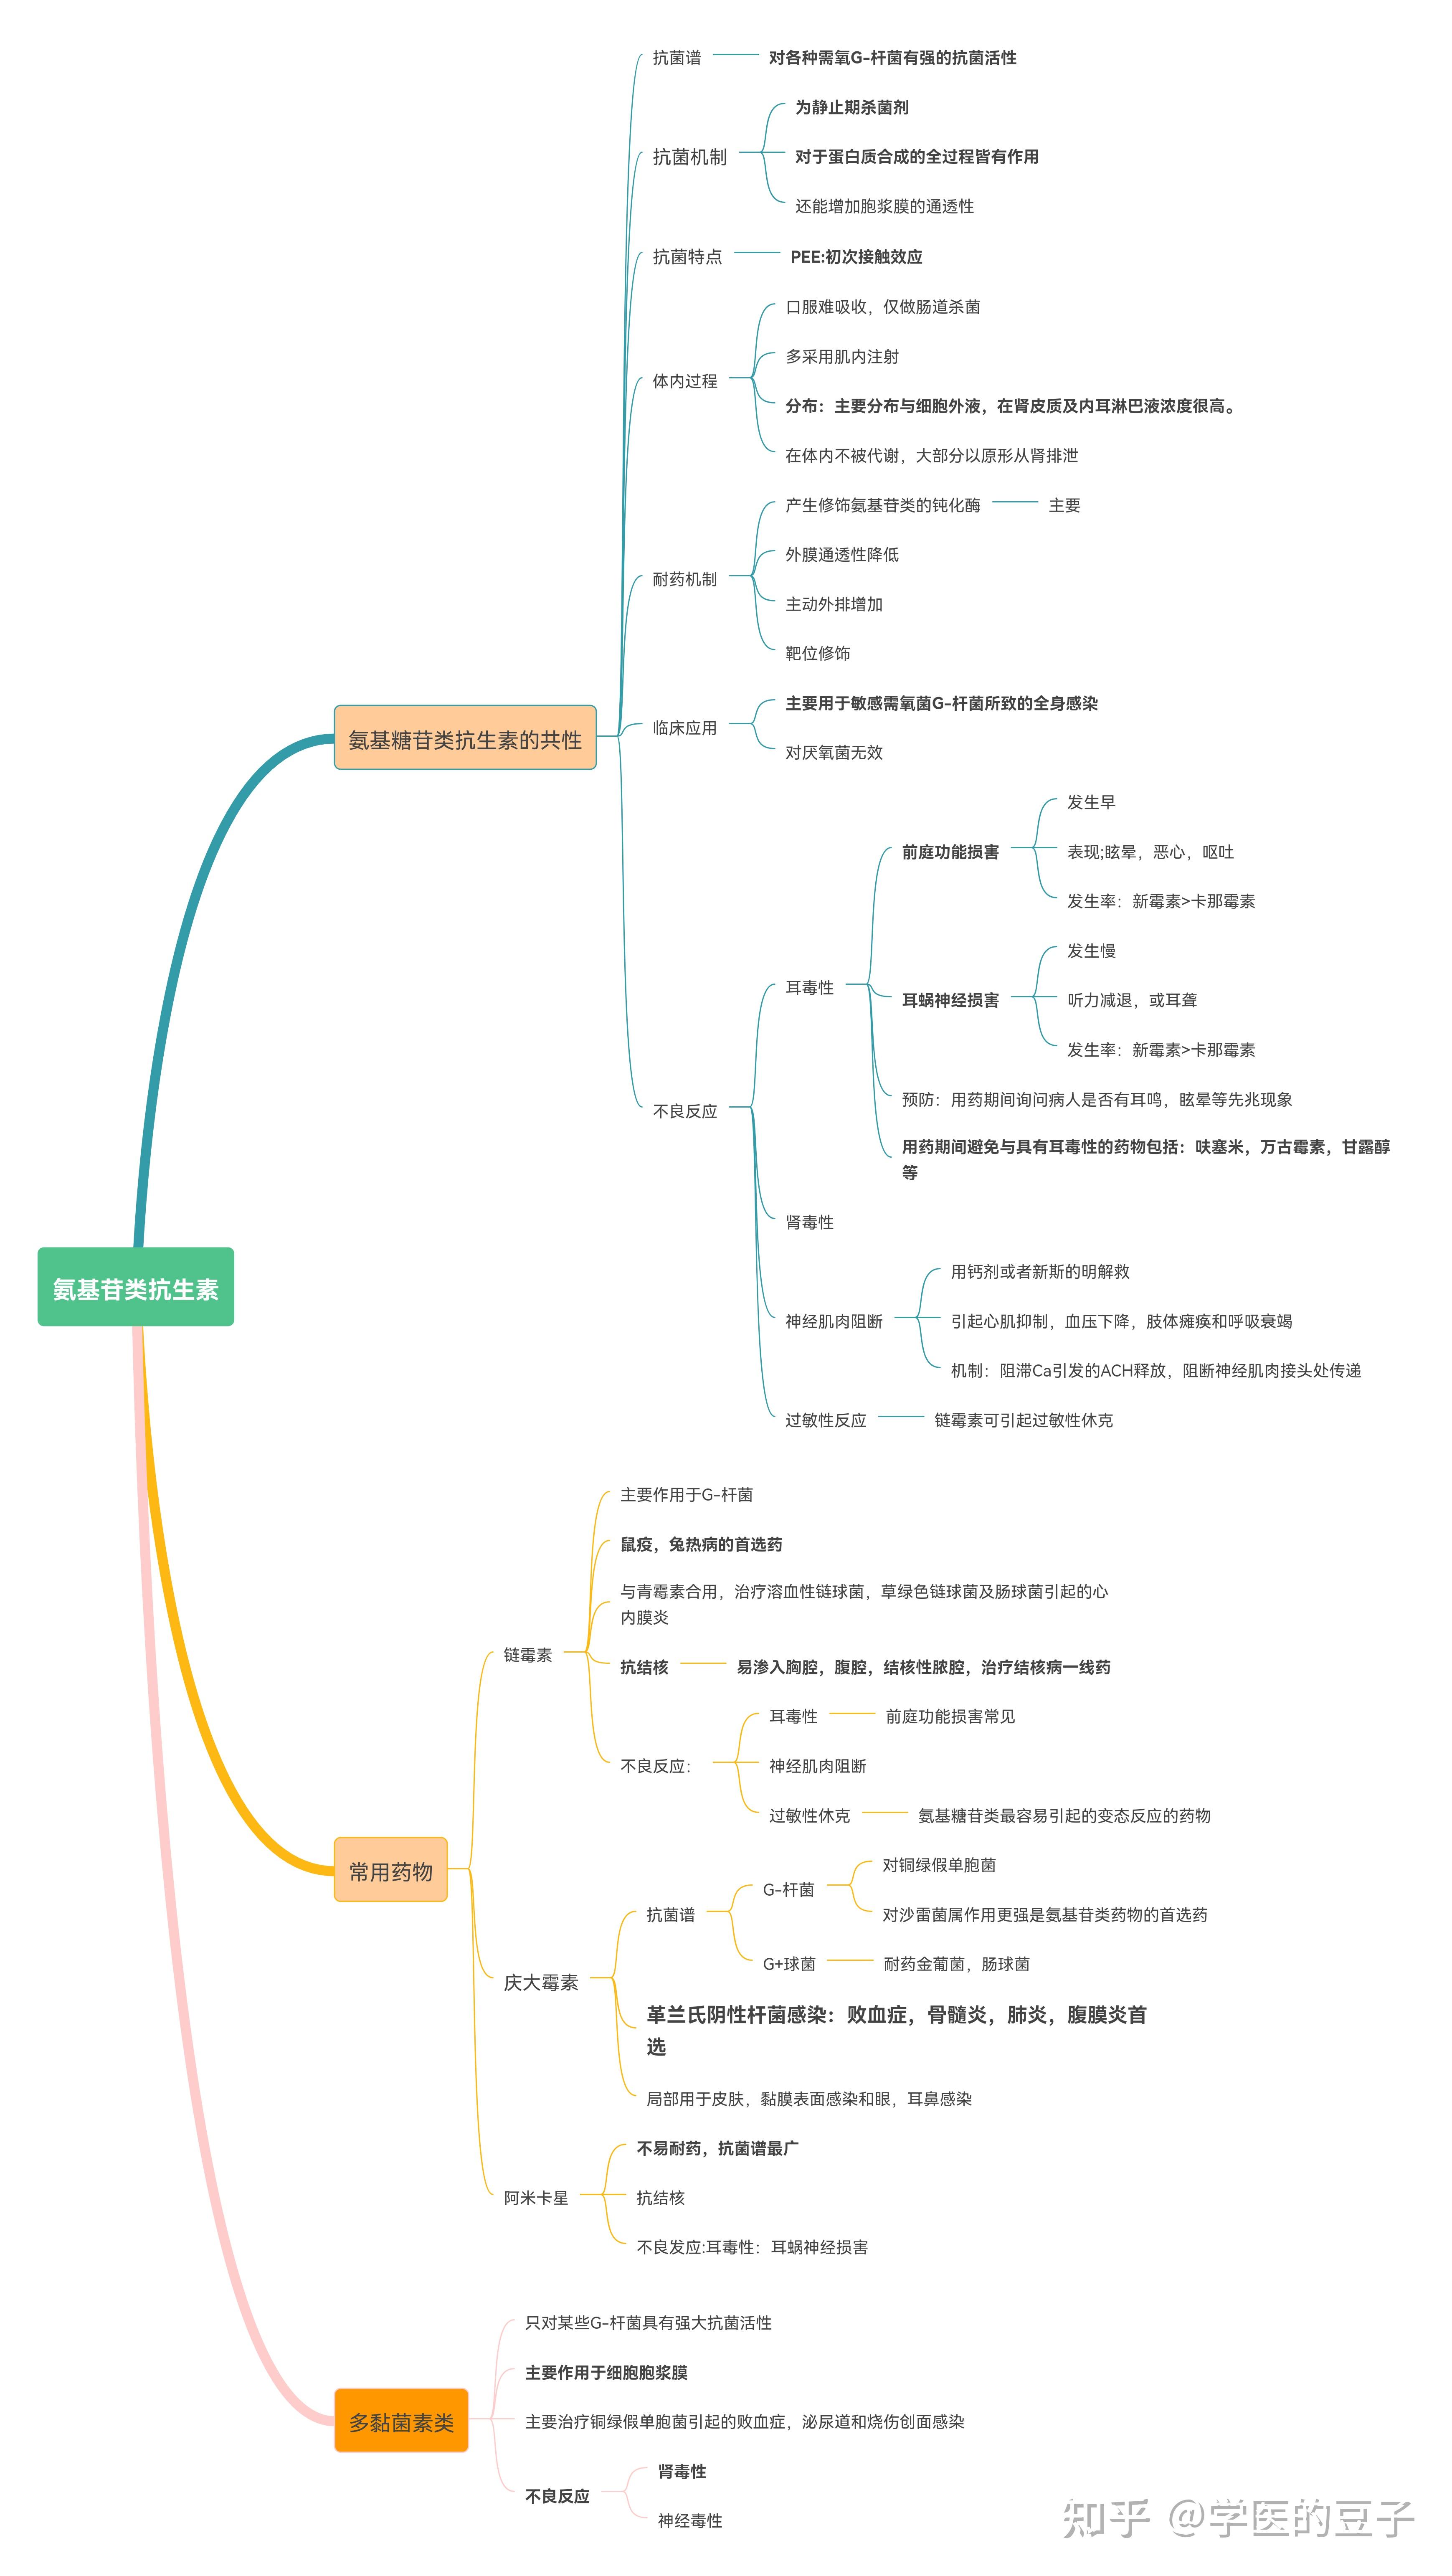 抗菌谱
对各种需氧G-杆菌有强的抗菌活性
抗菌机制
为静止期杀菌剂
对于蛋白质合成的全过程皆有作用
还能增加胞浆膜的通透性
抗菌特点
PEE:初次接触效应
体内过程
口服难吸收，仅做肠道杀菌
多采用肌内注射
分布：主要分布与细胞外液，在肾皮质及内耳淋巴液浓度很高。
在体内不被代谢，大部分以原形从肾排泄
耐药机制
产生修饰氨基苷类的钝化酶
主要
外膜通透性降低
主动外排增加
靶位修饰
氨基糖苷类抗生素的共性
临床应用
主要用于敏感需氧菌G-杆菌所致的全身感染
对厌氧菌无效
不良反应
耳毒性
前庭功能损害
发生早
表现;眩晕，恶心，呕吐
发生率：新霉素>卡那霉素
耳蜗神经损害
发生慢
听力减退，或耳聋
发生率：新霉素>卡那霉素
预防：用药期间询问病人是否有耳鸣，眩晕等先兆现象
用药期间避免与具有耳毒性的药物包括：呋塞米，万古霉素，甘露醇
等
肾毒性
神经肌肉阻断
用钙剂或者新斯的明解救
引起心肌抑制，血压下降，肢体瘫痪和呼吸衰竭
机制：阻滞Ca引发的ACH释放，阻断神经肌肉接头处传递
过敏性反应
链霉素可引起过敏性休克
氨基苷类抗生素
常用药物
链霉素
主要作用于G-杆菌
鼠疫，兔热病的首选药
与青霉素合用，治疗溶血性链球菌，草绿色链球菌及肠球菌引起的心
内膜炎
抗结核
易渗入胸腔，腹腔，结核性脓腔，治疗结核病一线药
不良反应：
耳毒性
前庭功能损害常见
神经肌肉阻断
过敏性休克
氨基糖苷类最容易引起的变态反应的药物
庆大霉素
抗菌谱
G-杆菌
对铜绿假单胞菌
对沙雷菌属作用更强是氨基苷类药物的首选药
G+球菌
耐药金葡菌，肠球菌
革兰氏阴性杆菌感染：败血症，骨髓炎，肺炎，腹膜炎首
选
局部用于皮肤，黏膜表面感染和眼，耳鼻感染
阿米卡星
不易耐药，抗菌谱最广
抗结核
不良发应:耳毒性：耳蜗神经损害
多黏菌素类
只对某些G-杆菌具有强大抗菌活性
主要作用于细胞胞浆膜
主要治疗铜绿假单胞菌引起的败血症，泌尿道和烧伤创面感染
不良反应
肾毒性
神经毒性
知乎 @学医的豆子